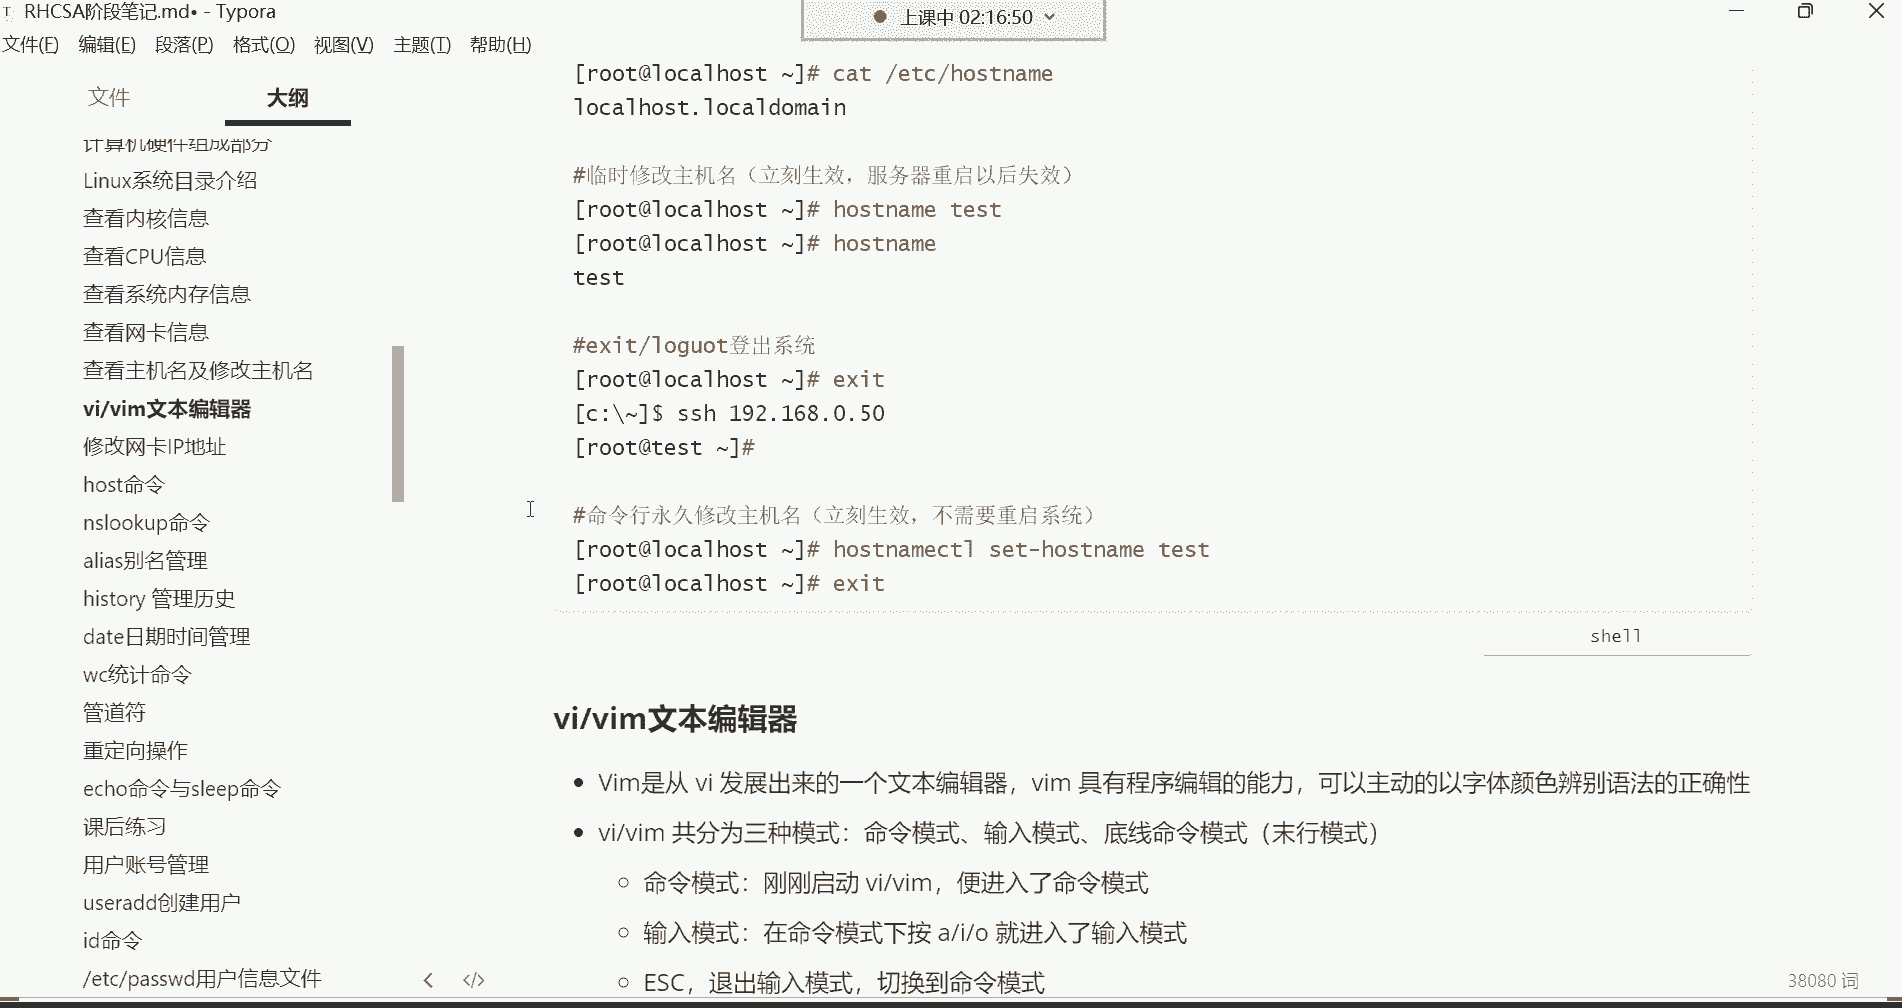 RHCSA阶段笔记.md• - Typora
上课中 02:16:50
文件(F) 编辑(E) 段落(P) 格式(O) 视图(V) 主题(T) 帮助(H)
文件 大纲
计算机硬件组成部分
Linux系统目录介绍
查看内核信息
查看CPU信息
查看系统内存信息
查看网卡信息
查看主机名及修改主机名
vi/vim文本编辑器
修改网卡IP地址
host命令
nslookup命令
alias别名管理
history 管理历史
date日期时间管理
wc统计命令
管道符
重定向操作
echo命令与sleep命令
课后练习
用户账号管理
useradd创建用户
id命令
/etc/passwd用户信息文件
[root@localhost ~]# cat /etc/hostname
localhost.localdomain
#临时修改主机名（立刻生效，服务器重启以后失效）
[root@localhost ~]# hostname test
[root@localhost ~]# hostname
test
#exit/loguot登出系统
[root@localhost ~]# exit
[c:\~]$ ssh 192.168.0.50
[root@test ~]#
#命令行永久修改主机名（立刻生效，不需要重启系统）
[root@localhost ~]# hostnamectl set-hostname test
[root@localhost ~]# exit
shell
vi/vim文本编辑器
Vim是从 vi 发展出来的一个文本编辑器，vim 具有程序编辑的能力，可以主动的以字体颜色辨别语法的正确性
vi/vim 共分为三种模式：命令模式、输入模式、底线命令模式（末行模式）
命令模式：刚刚启动 vi/vim，便进入了命令模式
输入模式：在命令模式下按 a/i/o 就进入了输入模式
ESC，退出输入模式，切换到命令模式
38080 词